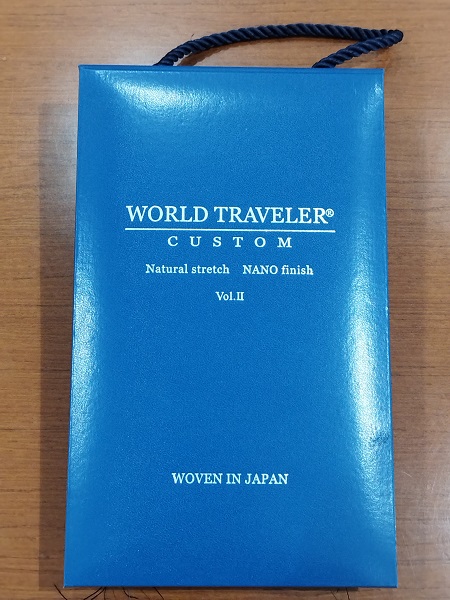 WORLD TRAVELER®
CUSTOM
Natural stretch NANO finish
Vol.II
WOVEN IN JAPAN